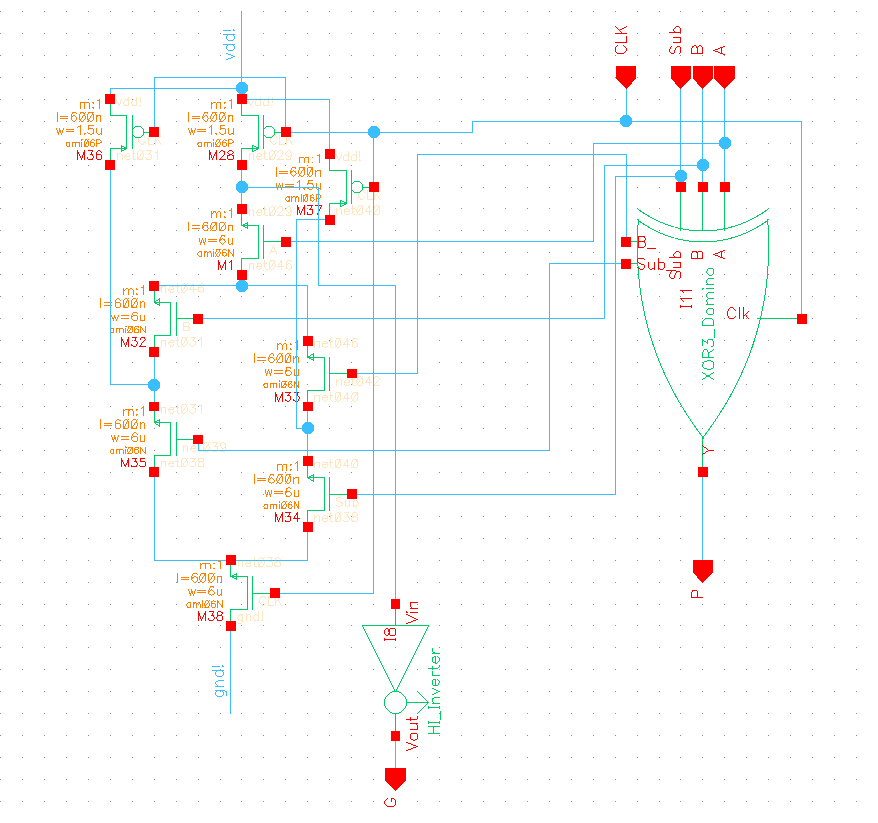 vdd!
CLK
Sub
B
A
m:1
vdd!
l=600n
w=1.5u
ami06P
M36
CLK
net031
m:1
vdd!
l=600n
w=1.5u
ami06P
M28
CLK
net029
m:1
vdd!
l=600n
w=1.5u
ami06P
M37
CLK
net040
m:1
net029
l=600n
w=6u
ami06N
M1
A
net046
m:1
net046
l=600n
w=6u
ami06N
M32
B
net031
m:1
net046
l=600n
w=6u
ami06N
M33
net042
net040
m:1
net031
l=600n
w=6u
ami06N
M35
net039
net038
m:1
net040
l=600n
w=6u
ami06N
M34
Sub
net038
m:1
net038
l=600n
w=6u
ami06N
M38
CLK
gnd!
gnd!
B_
Sub_
Sub
B
A
I11
XOR3_Domino
Clk
Y
P
I8
Vin
HI_Inverter
Vout
G